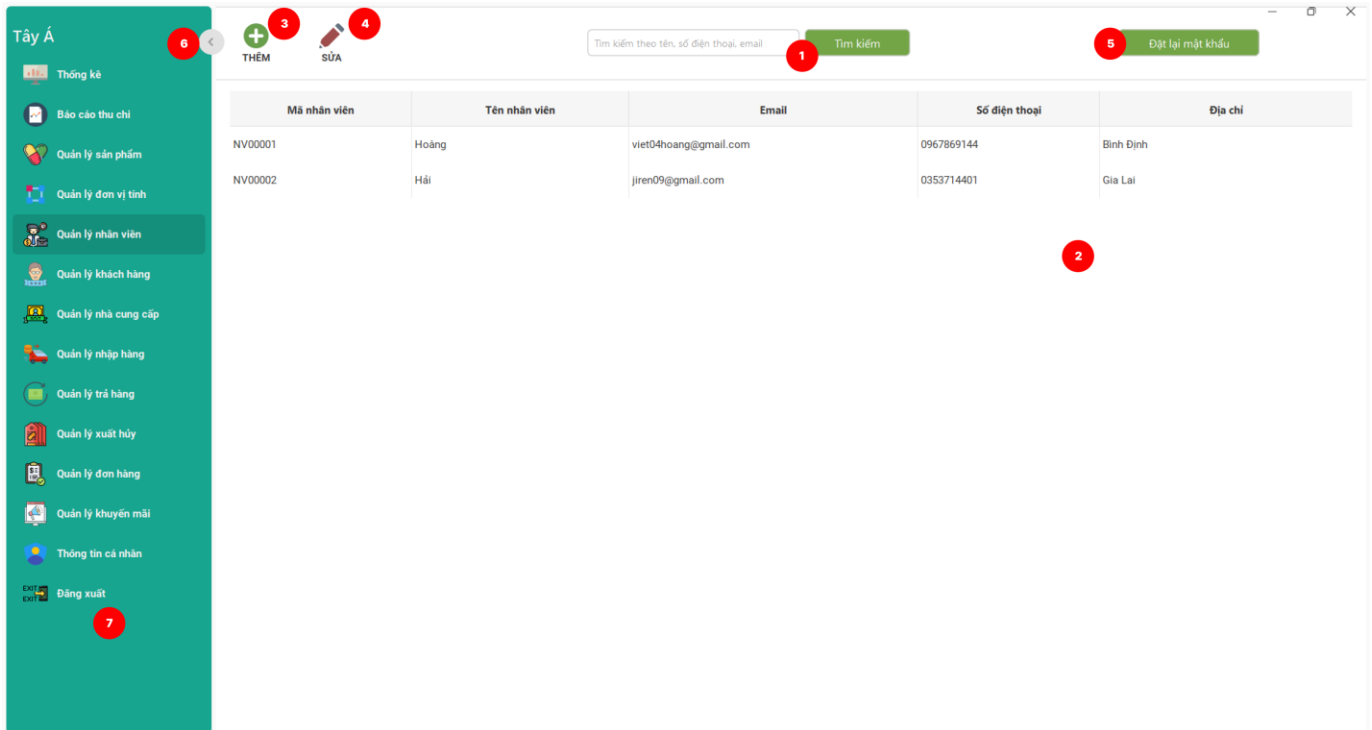 Tây Á
Thống kê
Báo cáo thu chi
Quản lý sản phẩm
Quản lý đơn vị tính
Quản lý nhân viên
Quản lý khách hàng
Quản lý nhà cung cấp
Quản lý nhập hàng
Quản lý trả hàng
Quản lý xuất hủy
Quản lý đơn hàng
Quản lý khuyến mãi
Thông tin cá nhân
EXIT
EXIT
Đăng xuất
7
6
3
THÊM
4
SỬA
Tìm kiếm theo tên, số điện thoại, email
1
Tìm kiếm
5
Đặt lại mật khẩu
Mã nhân viên Tên nhân viên Email Số điện thoại Địa chỉ
NV00001 Hoàng viet04hoang@gmail.com 0967869144 Bình Định
NV00002 Hải jiren09@gmail.com 0353714401 Gia Lai
2